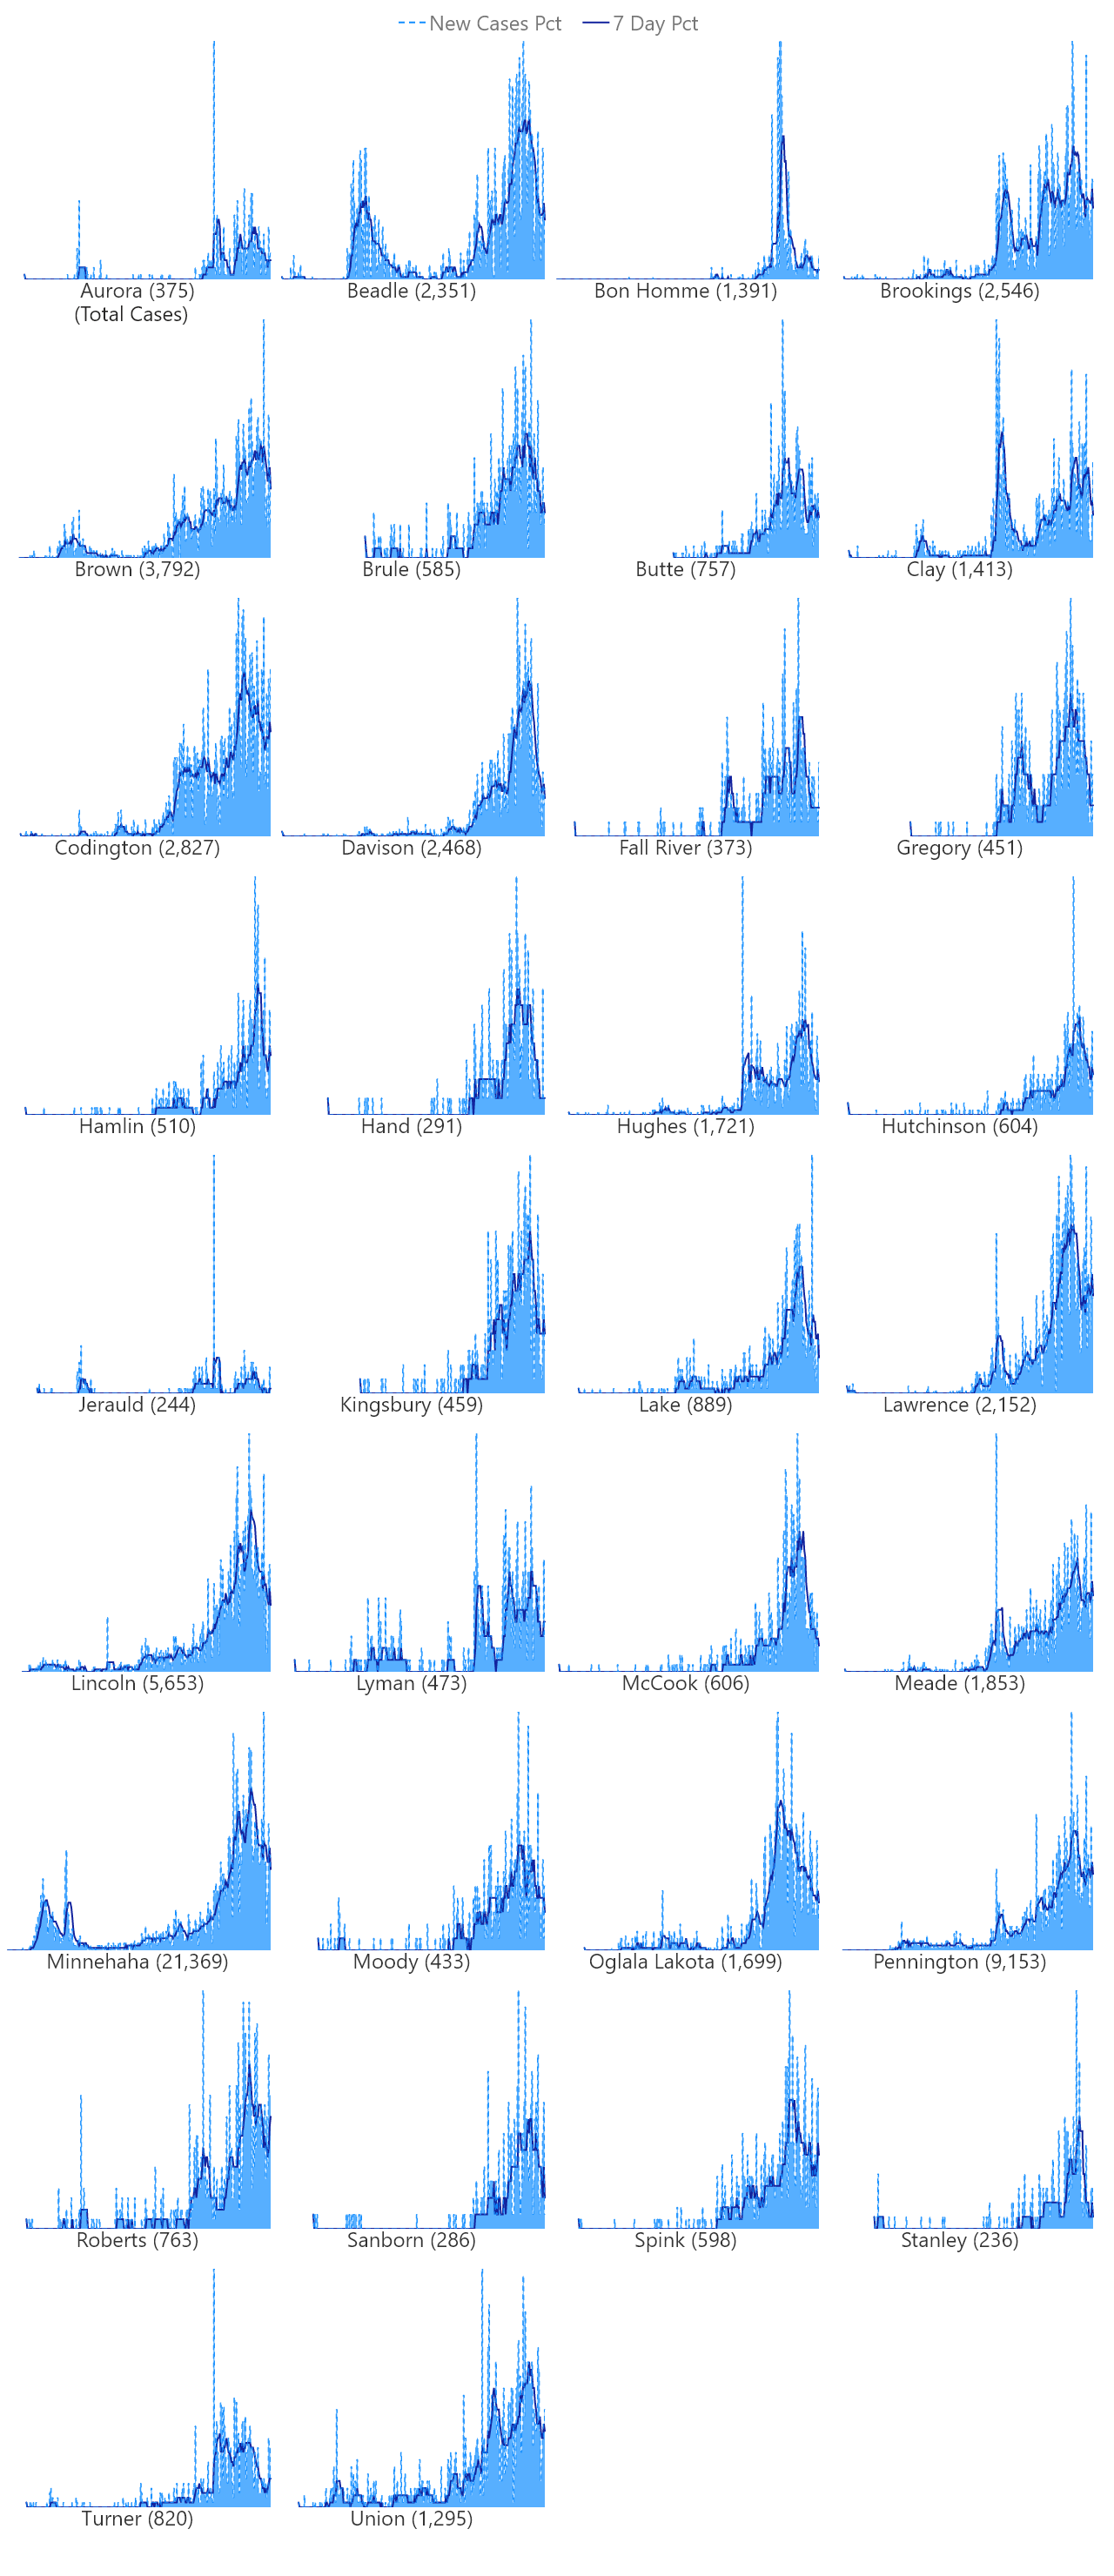 New Cases Pct 7 Day Pct
Aurora (375) Beadle (2,351) Bon Homme (1,391) Brookings (2,546)
(Total Cases)
Brown (3,792) Brule (585) Butte (757) Clay (1,413)
Codington (2,827) Davison (2,468) Fall River (373) Gregory (451)
Hamlin (510) Hand (291) Hughes (1,721) Hutchinson (604)
Jerauld (244) Kingsbury (459) Lake (889) Lawrence (2,152)
Lincoln (5,653) Lyman (473) McCook (606) Meade (1,853)
Minnehaha (21,369) Moody (433) Oglala Lakota (1,699) Pennington (9,153)
Roberts (763) Sanborn (286) Spink (598) Stanley (236)
Turner (820) Union (1,295)